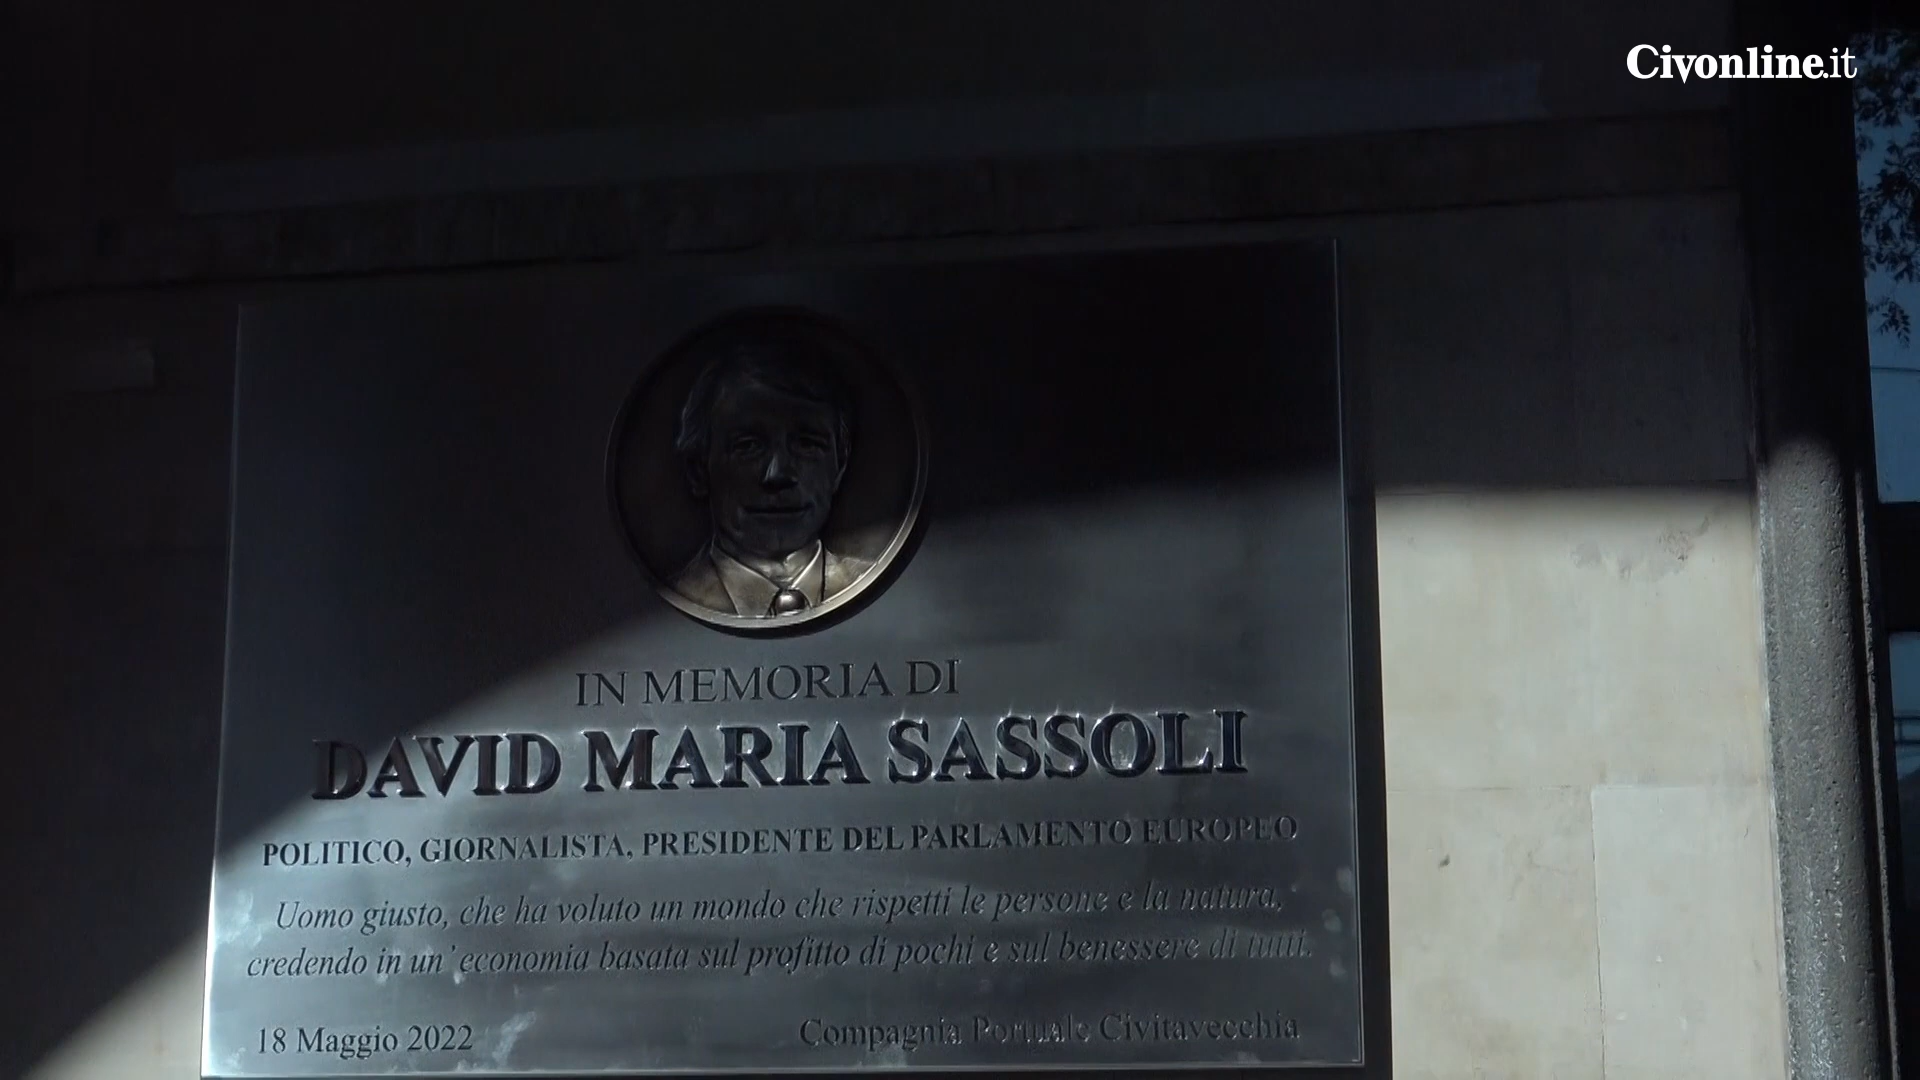 Civonline.it
IN MEMORIA DI
DAVID MARIA SASSOLI
POLITICO, GIORNALISTA, PRESIDENTE DEL PARLAMENTO EUROPEO
Uomo giusto, che ha voluto un mondo che rispetti le persone e la natura,
credendo in un'economia basata sul profitto di pochi e sul benessere di tutti.
18 Maggio 2022
Compagnia Portuale Civitavecchia